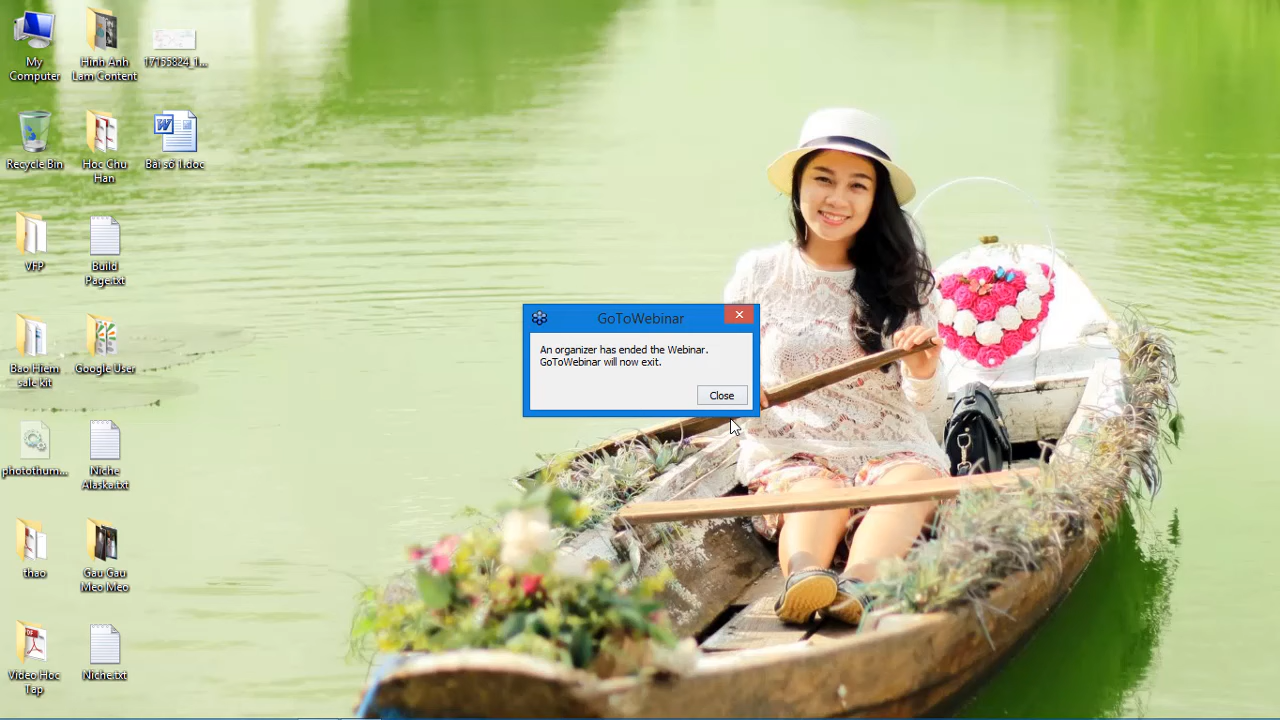 My
Computer
Hinh Anh
Lam Content
17155824_1...
Recycle Bin
Hoc Chu
Han
Bài số 1.doc
VFP
Build
Page.txt
Bao Hiem
sale kit
Google User
photothum...
Niche
Alaska.txt
thao
Gau Gau
Meo Meo
Video Hoc
Tap
Niche.txt
GoToWebinar
An organizer has ended the Webinar.
GoToWebinar will now exit.
Close